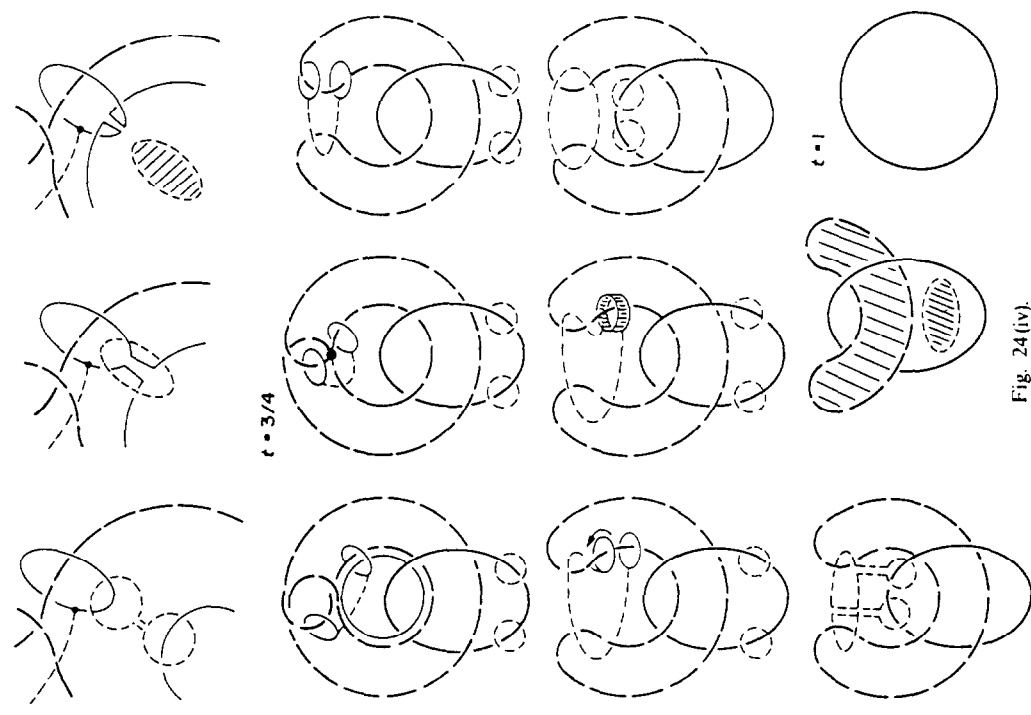 t = 3/4
t = 1
Fig. 24(iv).